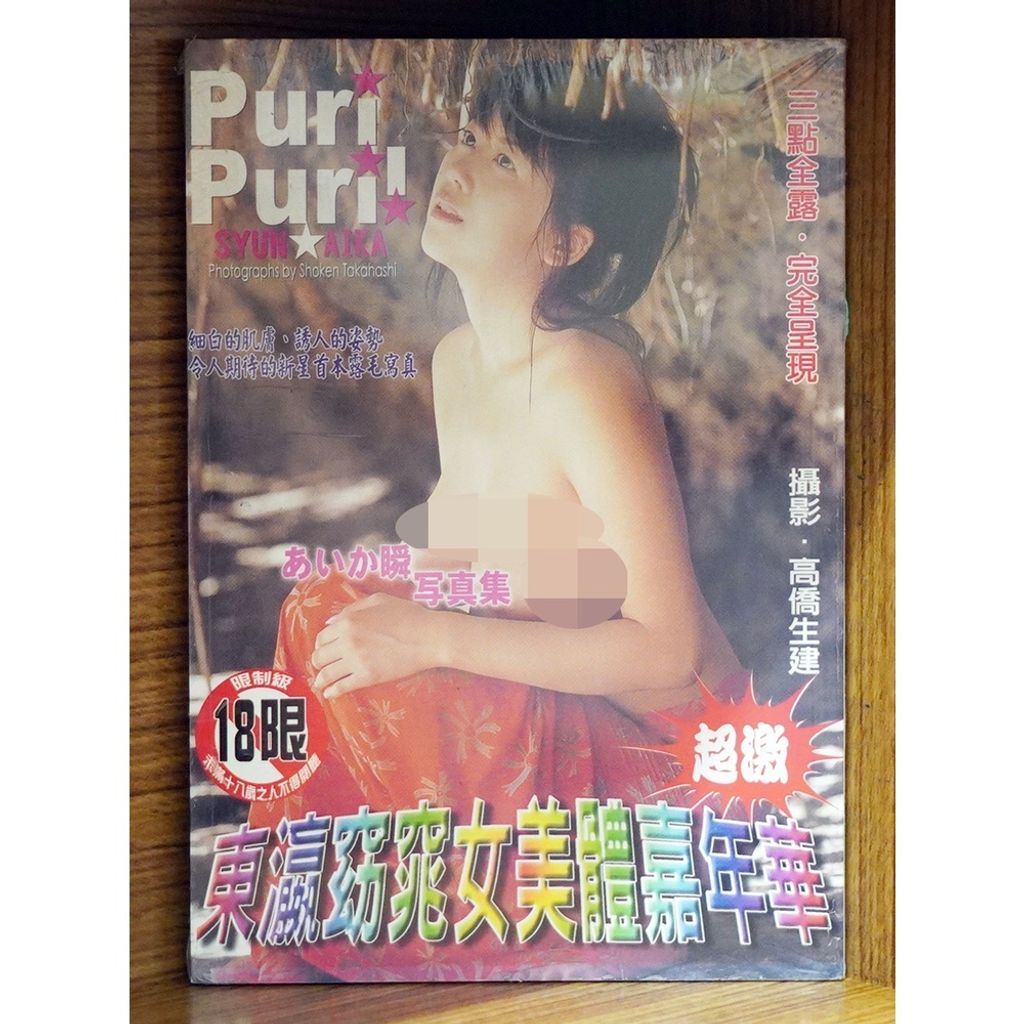 Puri
Puri!
SYUN★AIKA
Photographs by Shoken Takahashi
細白的肌膚、誘人的姿勢
令人期待的新星首本露毛寫真
三點全露・完全呈現
攝影・高僑生建
あいか瞬
写真集
限制級
18限
未滿十八歲之人不得閱聽
超激
東瀛窈窕女美體嘉年華